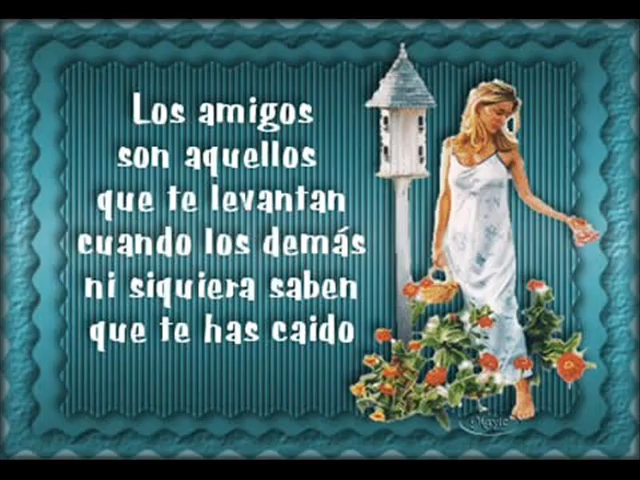 Los amigos
son aquellos
que te levantan
cuando los demás
ni siquiera saben
que te has caido